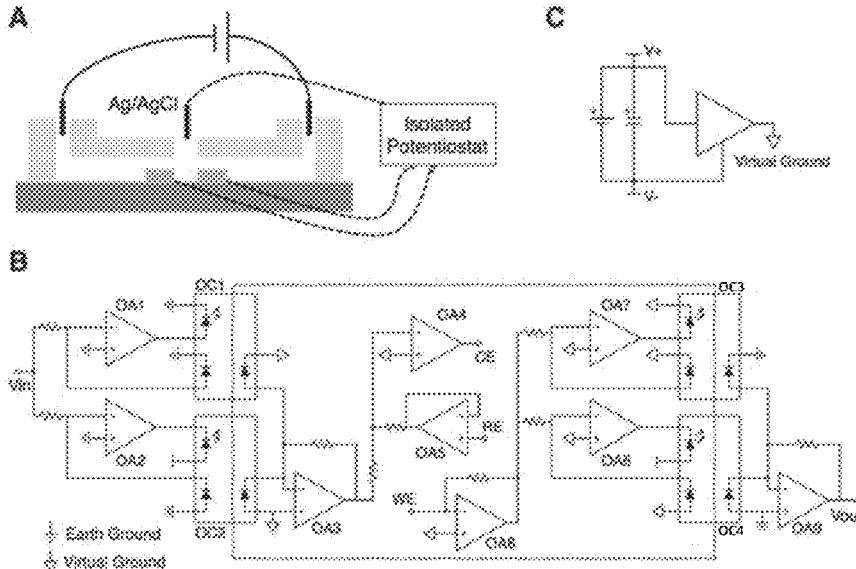 A
C
Ag/AgCl
Isolated
Potentiostat
V+
Virtual Ground
V-
B
OC1
OC3
OA1
OA4
OA7
CE
Vin
OA2
OA5
RE
OA8
WE
OA3
OA6
OC2
OC4
OA9
Vout
Earth Ground
Virtual Ground